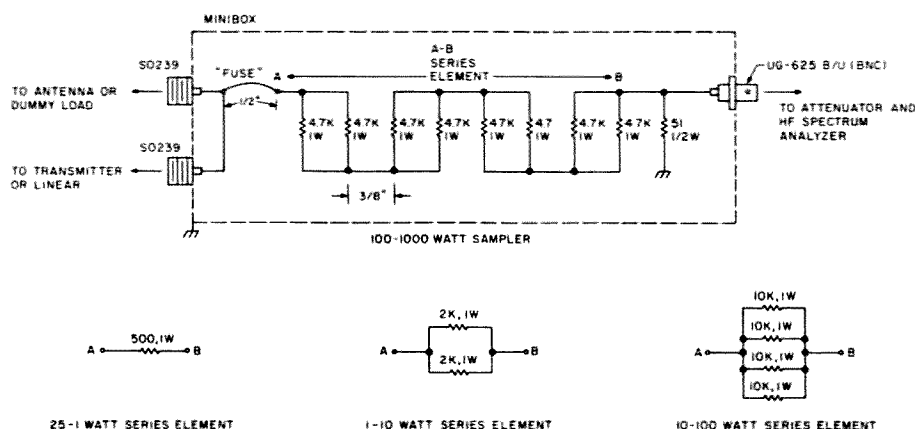 MINIBOX
SO239
"FUSE"
A
A-B
SERIES
ELEMENT
B
UG-625 B/U (BNC)
TO ANTENNA OR
DUMMY LOAD
1/2"
TO ATTENUATOR AND
HF SPECTRUM
ANALYZER
4.7K
1W
4.7K
1W
4.7K
1W
4.7K
1W
4.7K
1W
4.7
1W
4.7K
1W
4.7K
1W
51
1/2W
SO239
TO TRANSMITTER
OR LINEAR
3/8"
100-1000 WATT SAMPLER
A
500, 1W
B
25-1 WATT SERIES ELEMENT
A
2K, 1W
2K, 1W
B
1-10 WATT SERIES ELEMENT
A
10K, 1W
10K, 1W
10K, 1W
10K, 1W
B
10-100 WATT SERIES ELEMENT